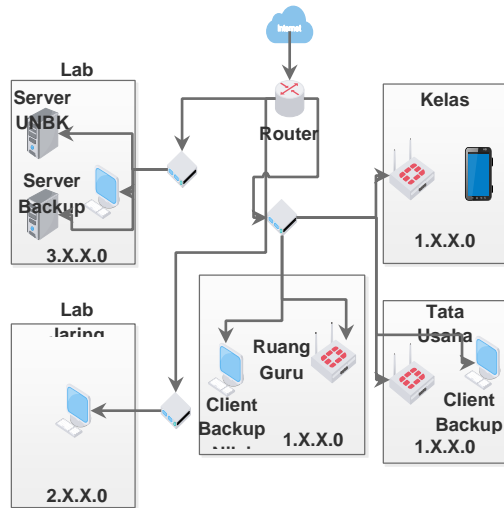 Internet
Router
Lab
Server
UNBK
Server
Backup
3.X.X.0
Lab
2.X.X.0
Ruang
Guru
Client
Backup
1.X.X.0
Kelas
1.X.X.0
Tata
Usaha
Client
Backup
1.X.X.0